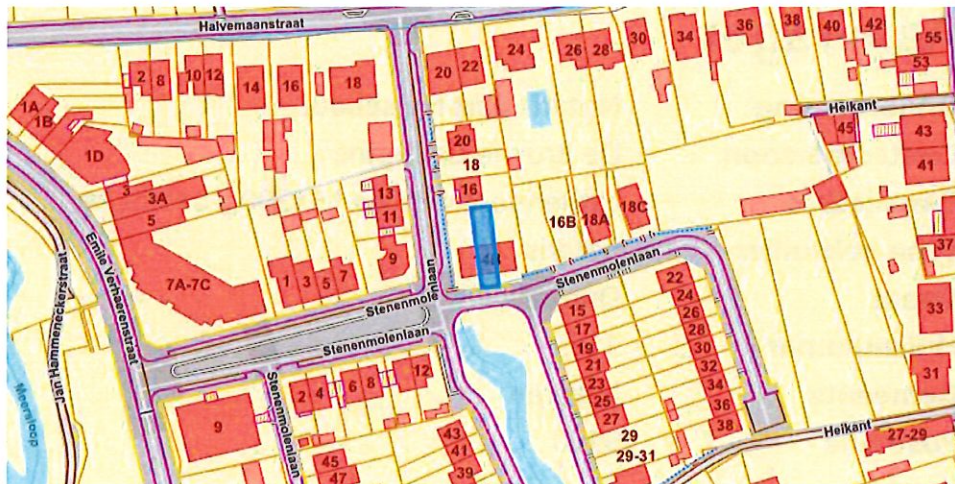 Halvemaanstraat
2 8 10 12 14 16 18 20 22 24 26 28 30 34 36 38 40 42 55
53
1A
1B
1D
3
3A
5
20
18
16
13
11
9
Heikant
45 43
41
16B 18A 18C
37
7A-7C
1 3 5 7
Emile Verhaerenstraat
Jan Hammeneckerstraat
Meersloop
Stenenmolenlaan
Stenenmolenlaan
Stenenmolenlaan
Stenenmolenlaan
Stenenmolenlaan
22
24
26
28
30
32
34
36
38
15
17
19
21
23
25
27
29
29-31
33
31
Heikant
27-29
2 4 6 8 12
9
45
47
43
41
39